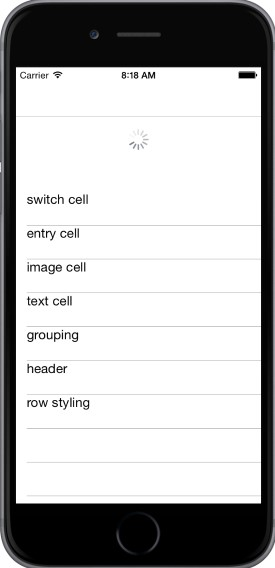 Carrier 8:18 AM
switch cell
entry cell
image cell
text cell
grouping
header
row styling